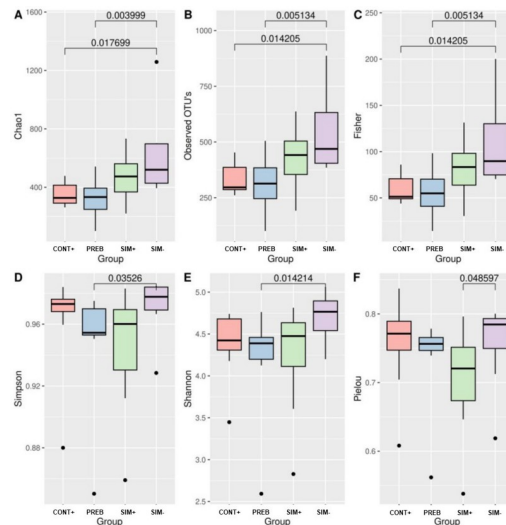 A
1600
1200
800
400
Chao1
0.003999
0.017699
CONT+ PREB SIM+ SIM-
Group
B
1000
750
500
250
Observed OTU's
0.005134
0.014205
CONT+ PREB SIM+ SIM-
Group
C
200
150
100
50
Fisher
0.005134
0.014205
CONT+ PREB SIM+ SIM-
Group
D
0.96
0.92
0.88
Simpson
0.03526
CONT+ PREB SIM+ SIM-
Group
E
5.0
4.5
4.0
3.5
3.0
2.5
Shannon
0.014214
CONT+ PREB SIM+ SIM-
Group
F
0.8
0.7
0.6
Pielou
0.048597
CONT+ PREB SIM+ SIM-
Group